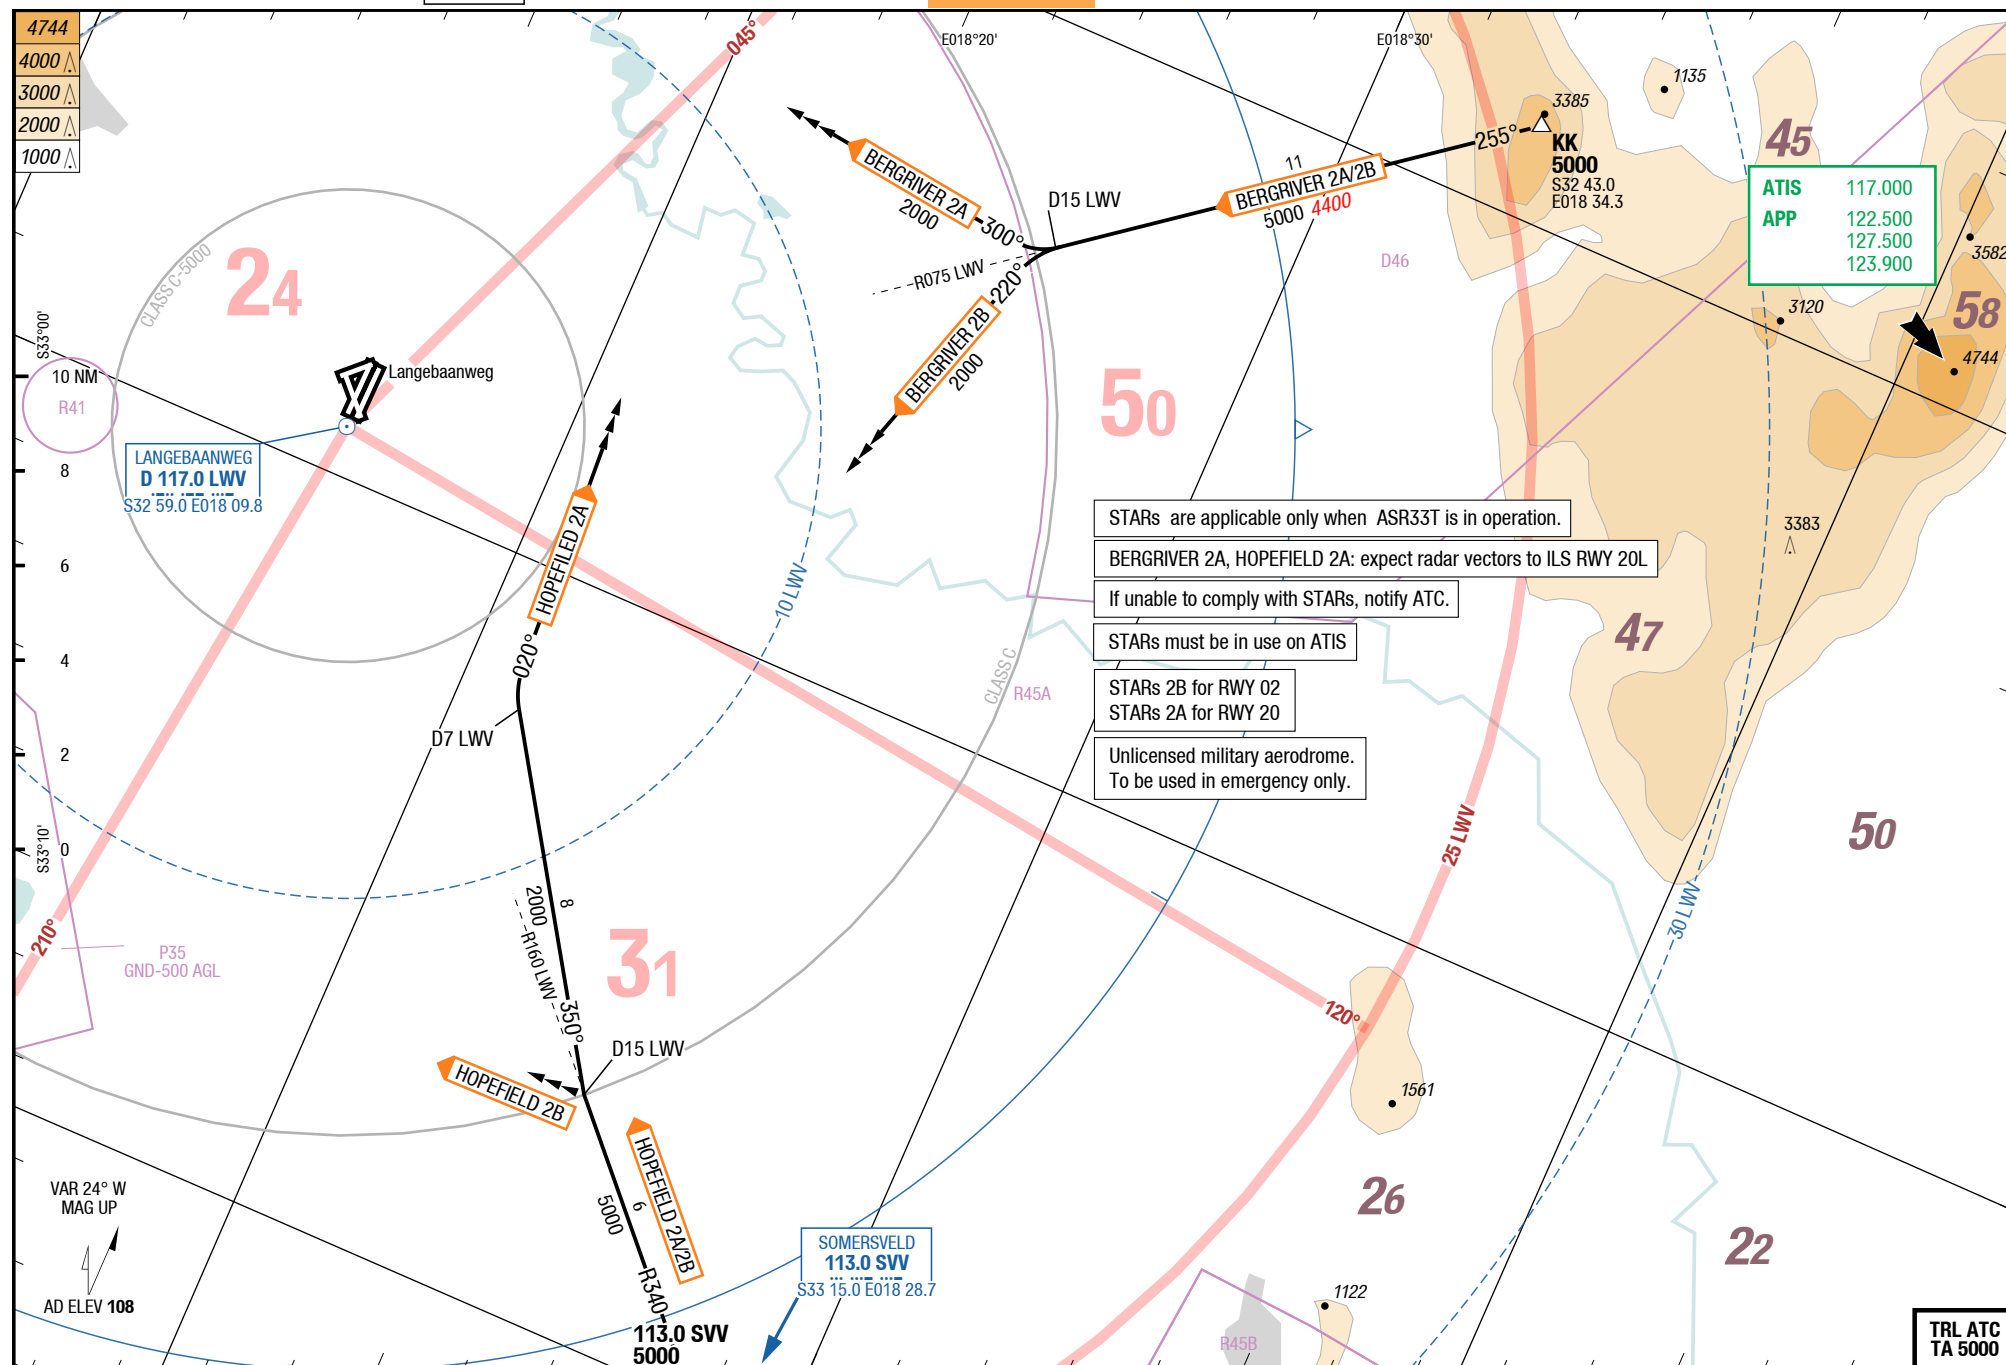 4744
4000
3000
2000
1000
045°
E018°20'
E018°30'
1135
3385
255°
KK
5000
S32 43.0
E018 34.3
45
ATIS 117.000
APP 122.500
127.500
123.900
3582
58
4744
3120
D46
11
BERGRIVER 2A/2B
5000 4400
D15 LWV
BERGRIVER 2A
2000
300°
R075 LWV
220°
BERGRIVER 2B
2000
CLASS C-5000
24
S33°00'
10 NM
R41
Langebaanweg
LANGEBAANWEG
D 117.0 LWV
S32 59.0 E018 09.8
8
6
4
2
0
S33°10'
HOPEFILED 2A
020°
D7 LWV
10 LWV
50
STARs are applicable only when ASR33T is in operation.
BERGRIVER 2A, HOPEFIELD 2A: expect radar vectors to ILS RWY 20L
If unable to comply with STARs, notify ATC.
STARs must be in use on ATIS
STARs 2B for RWY 02
STARs 2A for RWY 20
Unlicensed military aerodrome.
To be used in emergency only.
CLASS C
R45A
3383
47
50
25 LWV
30 LWV
210°
P35
GND-500 AGL
2000
8
R160 LWV
350°
31
D15 LWV
HOPEFIELD 2B
HOPEFIELD 2A/2B
6
5000
R340
113.0 SVV
5000
120°
1561
26
22
SOMERSVELD
113.0 SVV
S33 15.0 E018 28.7
1122
R45B
VAR 24° W
MAG UP
AD ELEV 108
TRL ATC
TA 5000